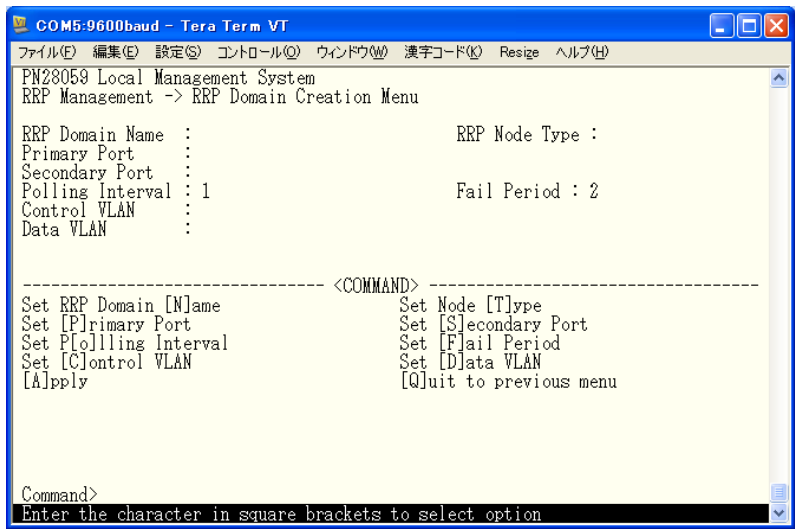 COM5:9600baud - Tera Term VT
ファイル(F) 編集(E) 設定(S) コントロール(O) ウィンドウ(W) 漢字コード(K) Resize ヘルプ(H)
PN28059 Local Management System
RRP Management -> RRP Domain Creation Menu
RRP Domain Name : RRP Node Type :
Primary Port :
Secondary Port :
Polling Interval : 1 Fail Period : 2
Control VLAN :
Data VLAN :
-------------------------------- <COMMAND> -----------------------------------
Set RRP Domain [N]ame Set Node [T]ype
Set [P]rimary Port Set [S]econdary Port
Set P[o]lling Interval Set [F]ail Period
Set [C]ontrol VLAN Set [D]ata VLAN
[A]pply [Q]uit to previous menu
Command>
Enter the character in square brackets to select option